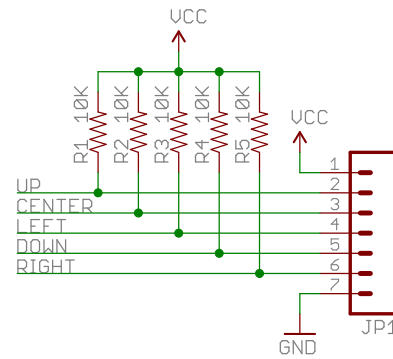 VCC
R1 10K
R2 10K
R3 10K
R4 10K
R5 10K
VCC
1
UP 2
CENTER 3
LEFT 4
DOWN 5
RIGHT 6
7
JP1
GND